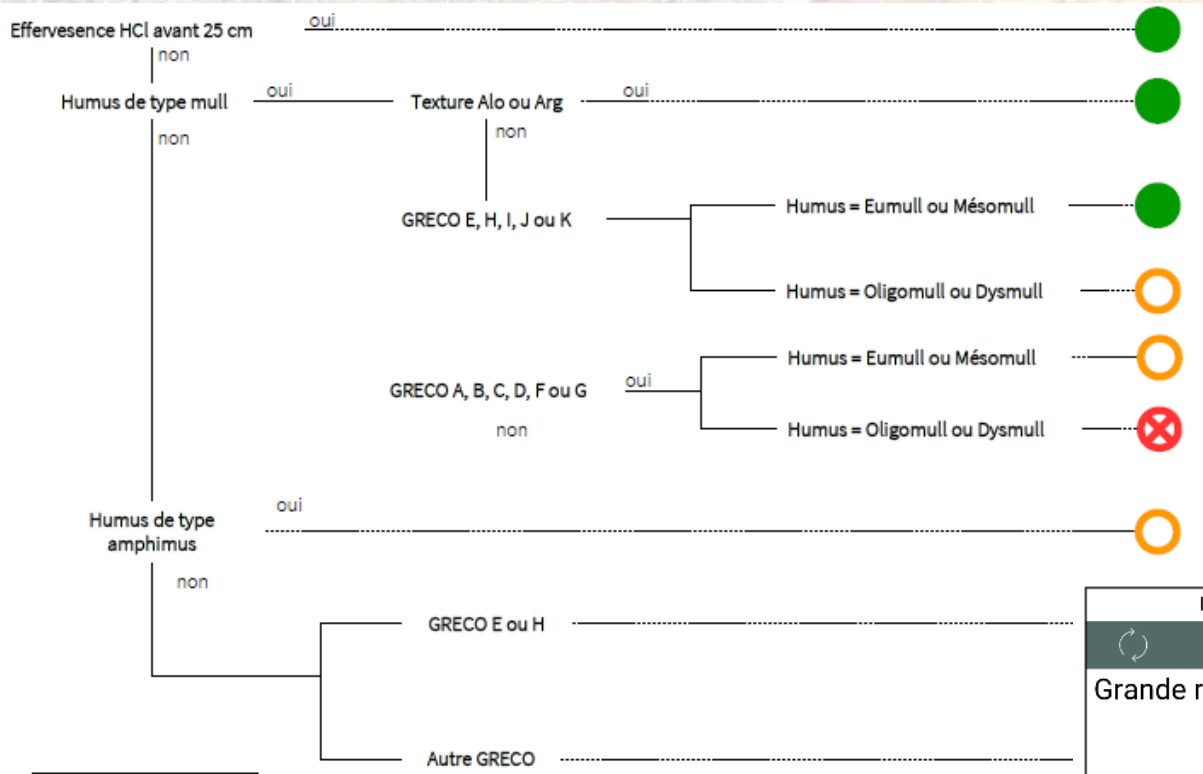 Effervesence HCl avant 25 cm
oui
non
Humus de type mull
oui
Texture Alo ou Arg
oui
non
non
GRECO E, H, I, J ou K
Humus = Eumull ou Mésomull
Humus = Oligomull ou Dysmull
GRECO A, B, C, D, F ou G
oui
non
Humus = Eumull ou Mésomull
Humus = Oligomull ou Dysmull
Humus de type
amphimus
oui
non
GRECO E ou H
Autre GRECO
Grande